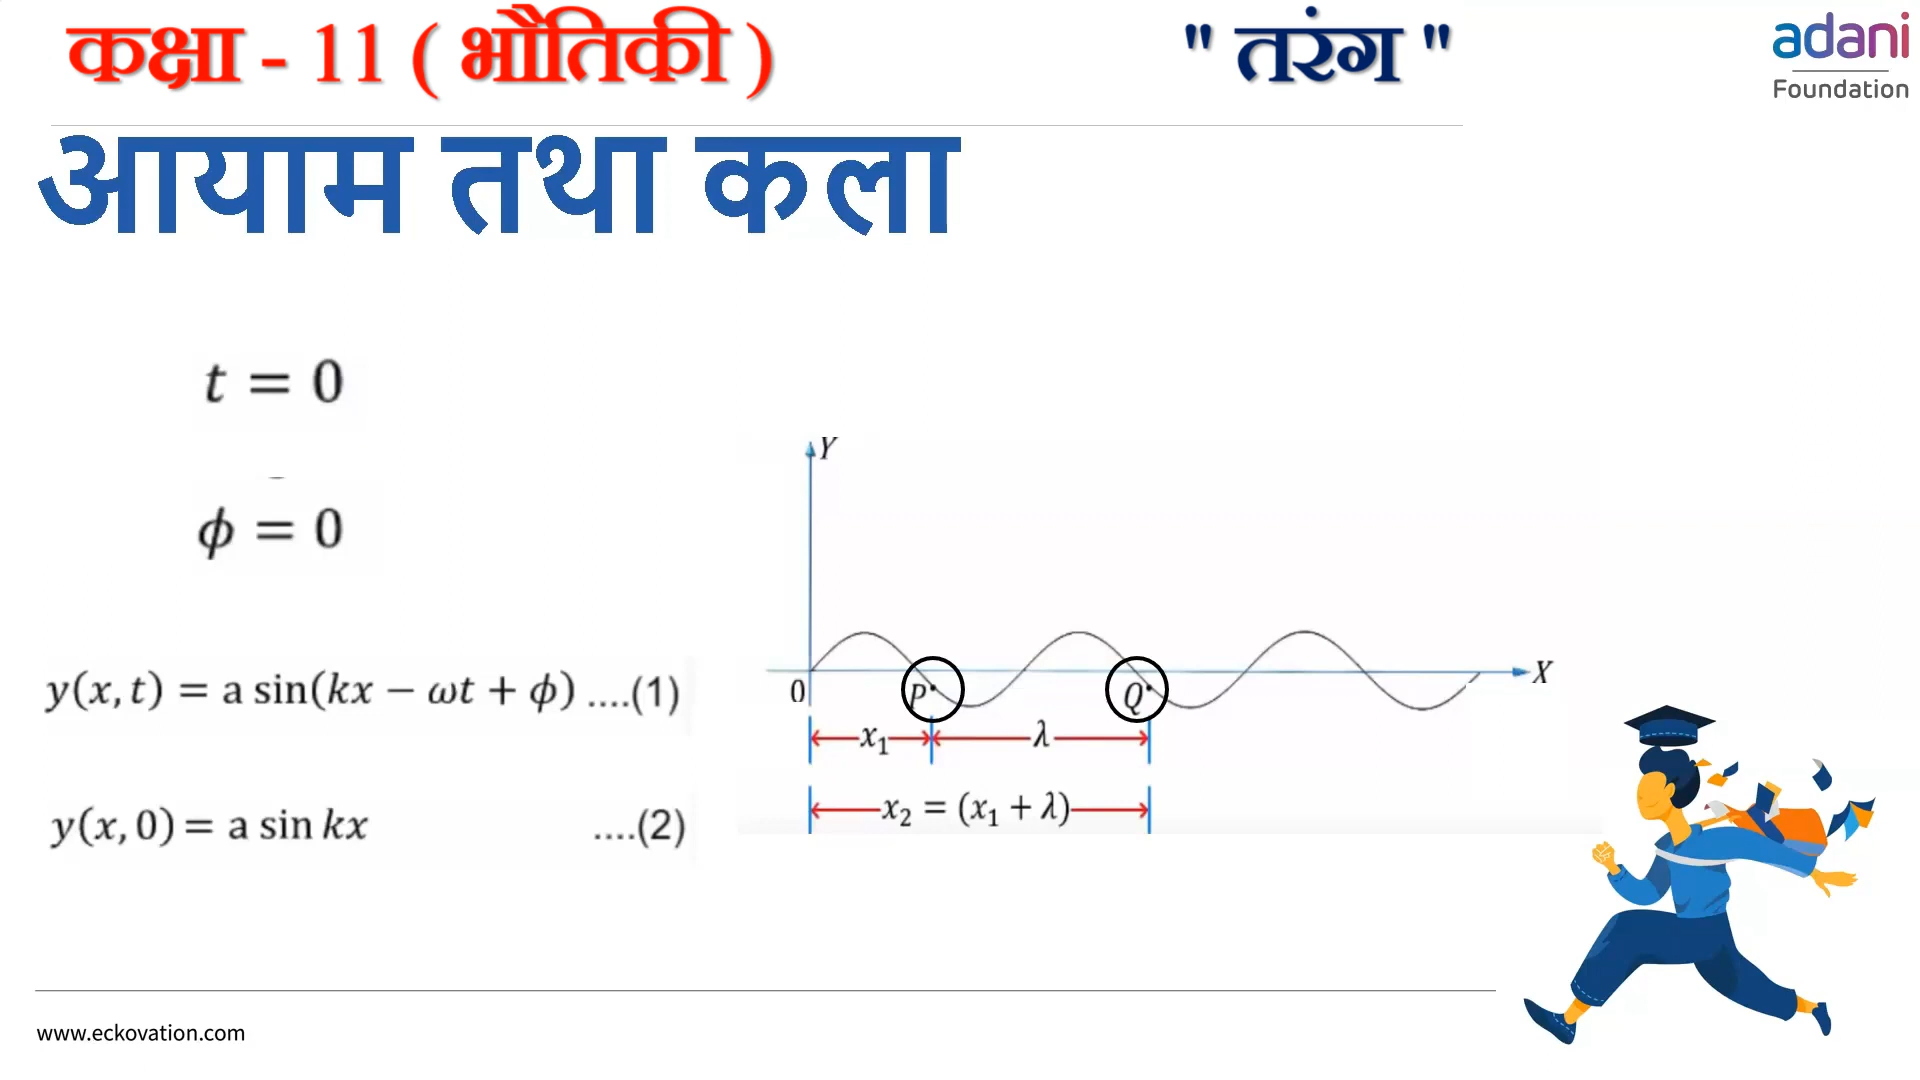 कक्षा - 11 ( भौतिकी )
" तरंग "
adani
Foundation
आयाम तथा कला
t = 0
ϕ = 0
y(x, t) = a sin(kx − ωt + ϕ) ....(1)
y(x, 0) = a sin kx ....(2)
Y
X
0
P
Q
x₁
λ
x₂ = (x₁ + λ)
www.eckovation.com